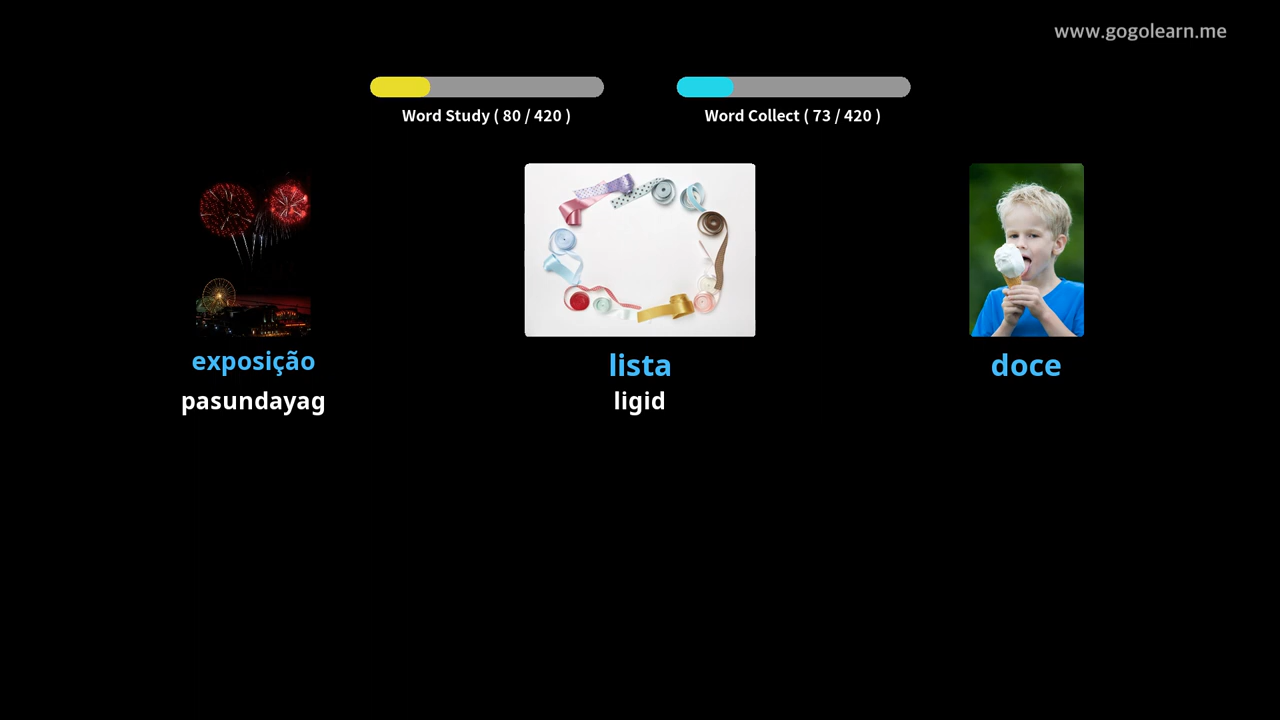 www.gogolearn.me
Word Study ( 80 / 420 )
Word Collect ( 73 / 420 )
exposição
lista
doce
pasundayag
ligid